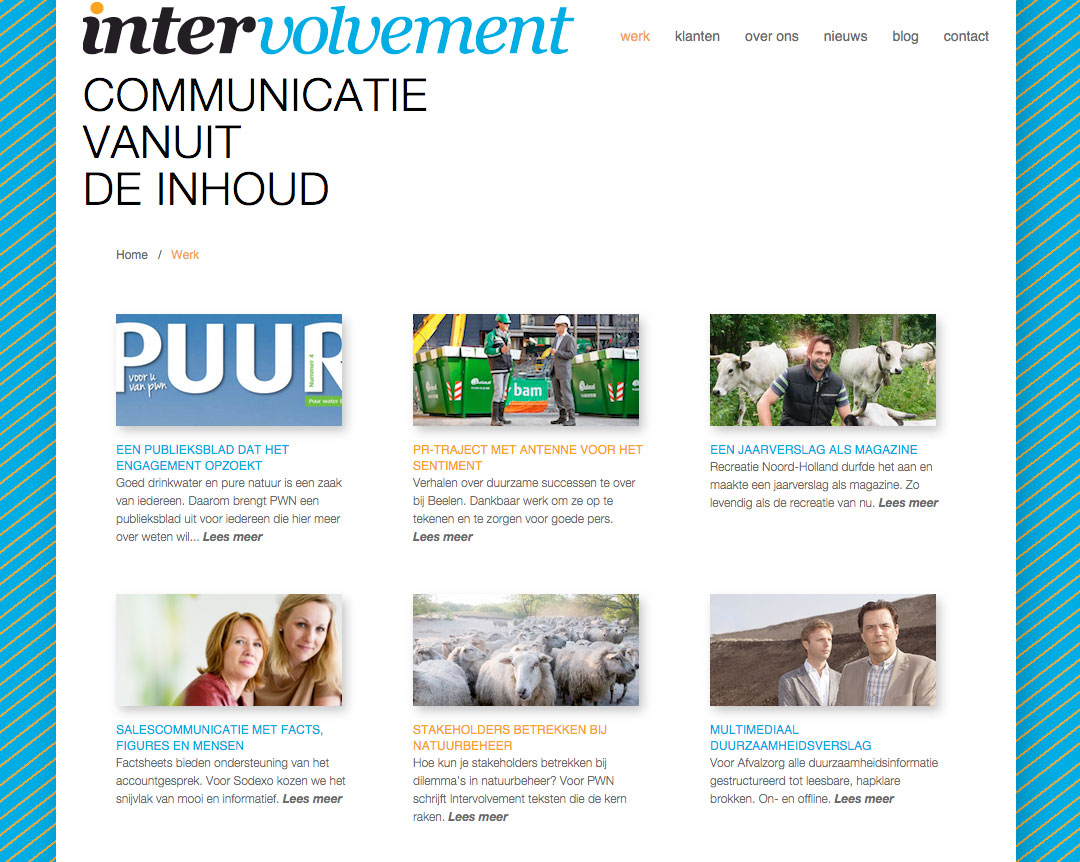 intervolvement
werk klanten over ons nieuws blog contact
COMMUNICATIE
VANUIT
DE INHOUD
Home / Werk
PUUR
voor u
van pwn
Nummer 4
Puur water
bam
EEN PUBLIEKSBLAD DAT HET
ENGAGEMENT OPZOEKT
Goed drinkwater en pure natuur is een zaak
van iedereen. Daarom brengt PWN een
publieksblad uit voor iedereen die hier meer
over weten wil... Lees meer
PR-TRAJECT MET ANTENNE VOOR HET
SENTIMENT
Verhalen over duurzame successen te over
bij Beelen. Dankbaar werk om ze op te
tekenen en te zorgen voor goede pers.
Lees meer
EEN JAARVERSLAG ALS MAGAZINE
Recreatie Noord-Holland durfde het aan en
maakte een jaarverslag als magazine. Zo
levendig als de recreatie van nu. Lees meer
SALESCOMMUNICATIE MET FACTS,
FIGURES EN MENSEN
Factsheets bieden ondersteuning van het
accountgesprek. Voor Sodexo kozen we het
snijvlak van mooi en informatief. Lees meer
STAKEHOLDERS BETREKKEN BIJ
NATUURBEHEER
Hoe kun je stakeholders betrekken bij
dilemma's in natuurbeheer? Voor PWN
schrijft Intervolvement teksten die de kern
raken. Lees meer
MULTIMEDIAAL
DUURZAAMHEIDSVERSLAG
Voor Afvalzorg alle duurzaamheidsinformatie
gestructureerd tot leesbare, hapklare
brokken. On- en offline. Lees meer